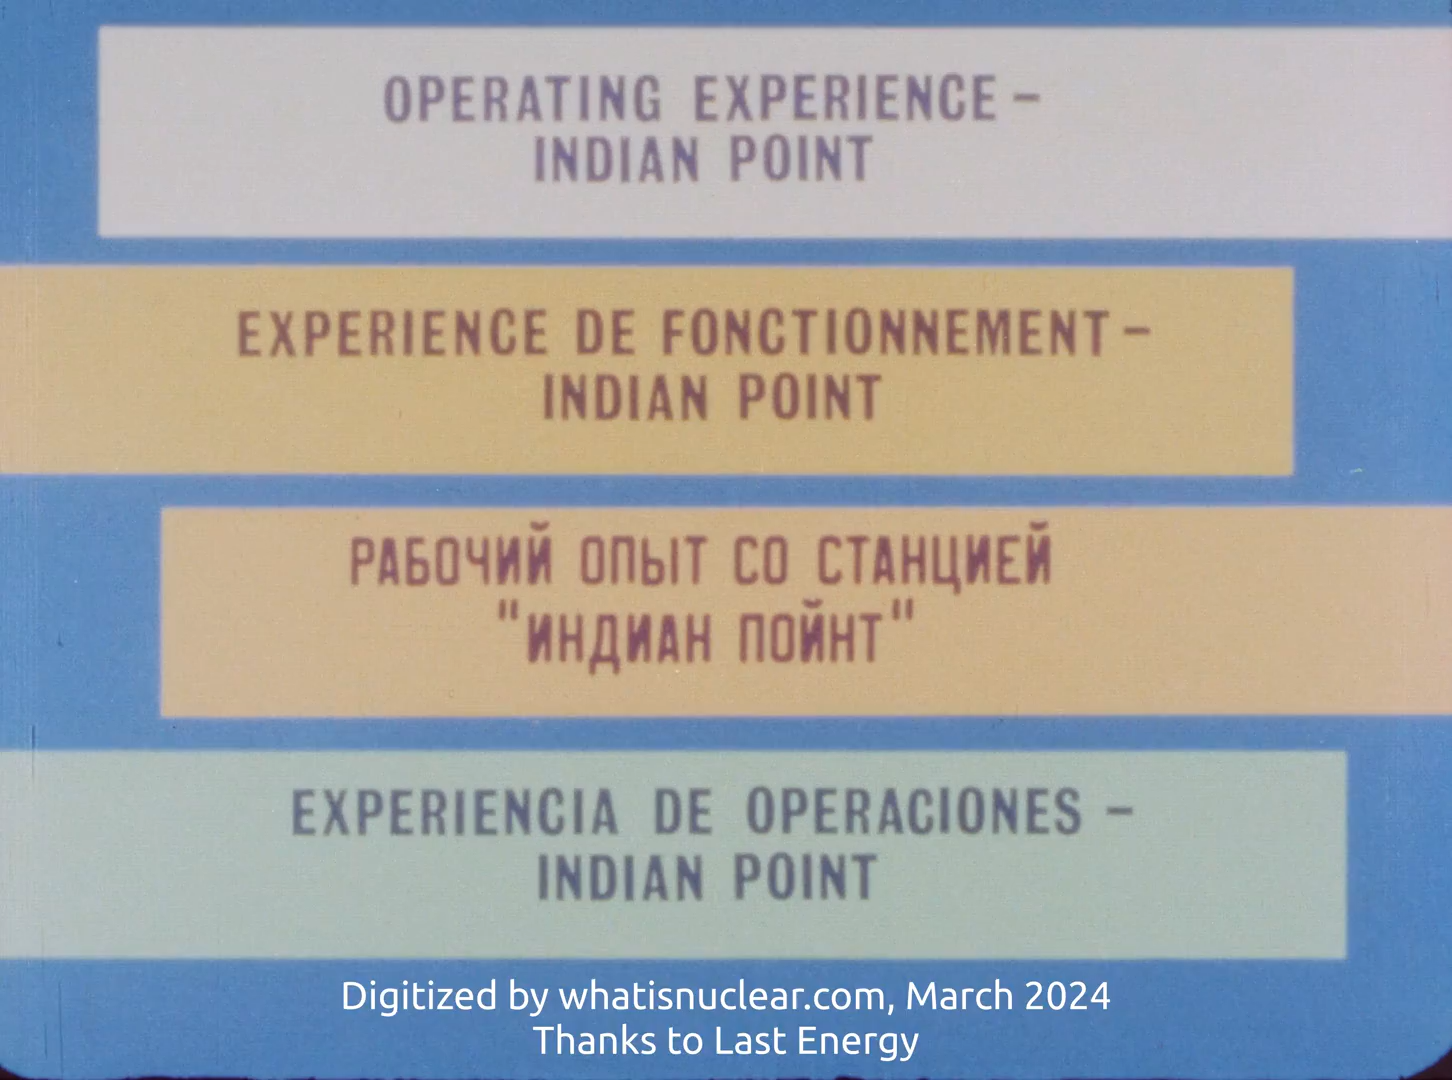 OPERATING EXPERIENCE –
INDIAN POINT
EXPERIENCE DE FONCTIONNEMENT –
INDIAN POINT
РАБОЧИЙ ОПЫТ СО СТАНЦИЕЙ
"ИНДИАН ПОЙНТ"
EXPERIENCIA DE OPERACIONES –
INDIAN POINT
Digitized by whatisnuclear.com, March 2024
Thanks to Last Energy